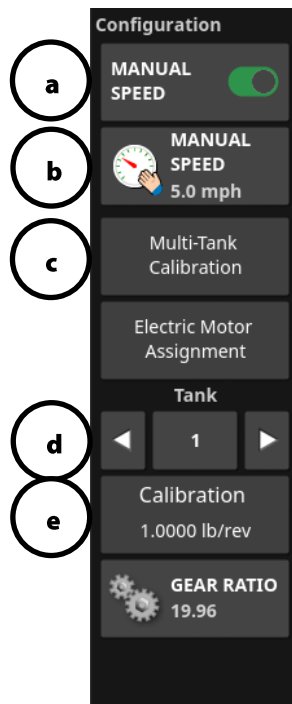 Configuration
a
MANUAL
SPEED
b
MANUAL
SPEED
5.0 mph
c
Multi-Tank
Calibration
Electric Motor
Assignment
Tank
d
1
e
Calibration
1.0000 lb/rev
GEAR RATIO
19.96